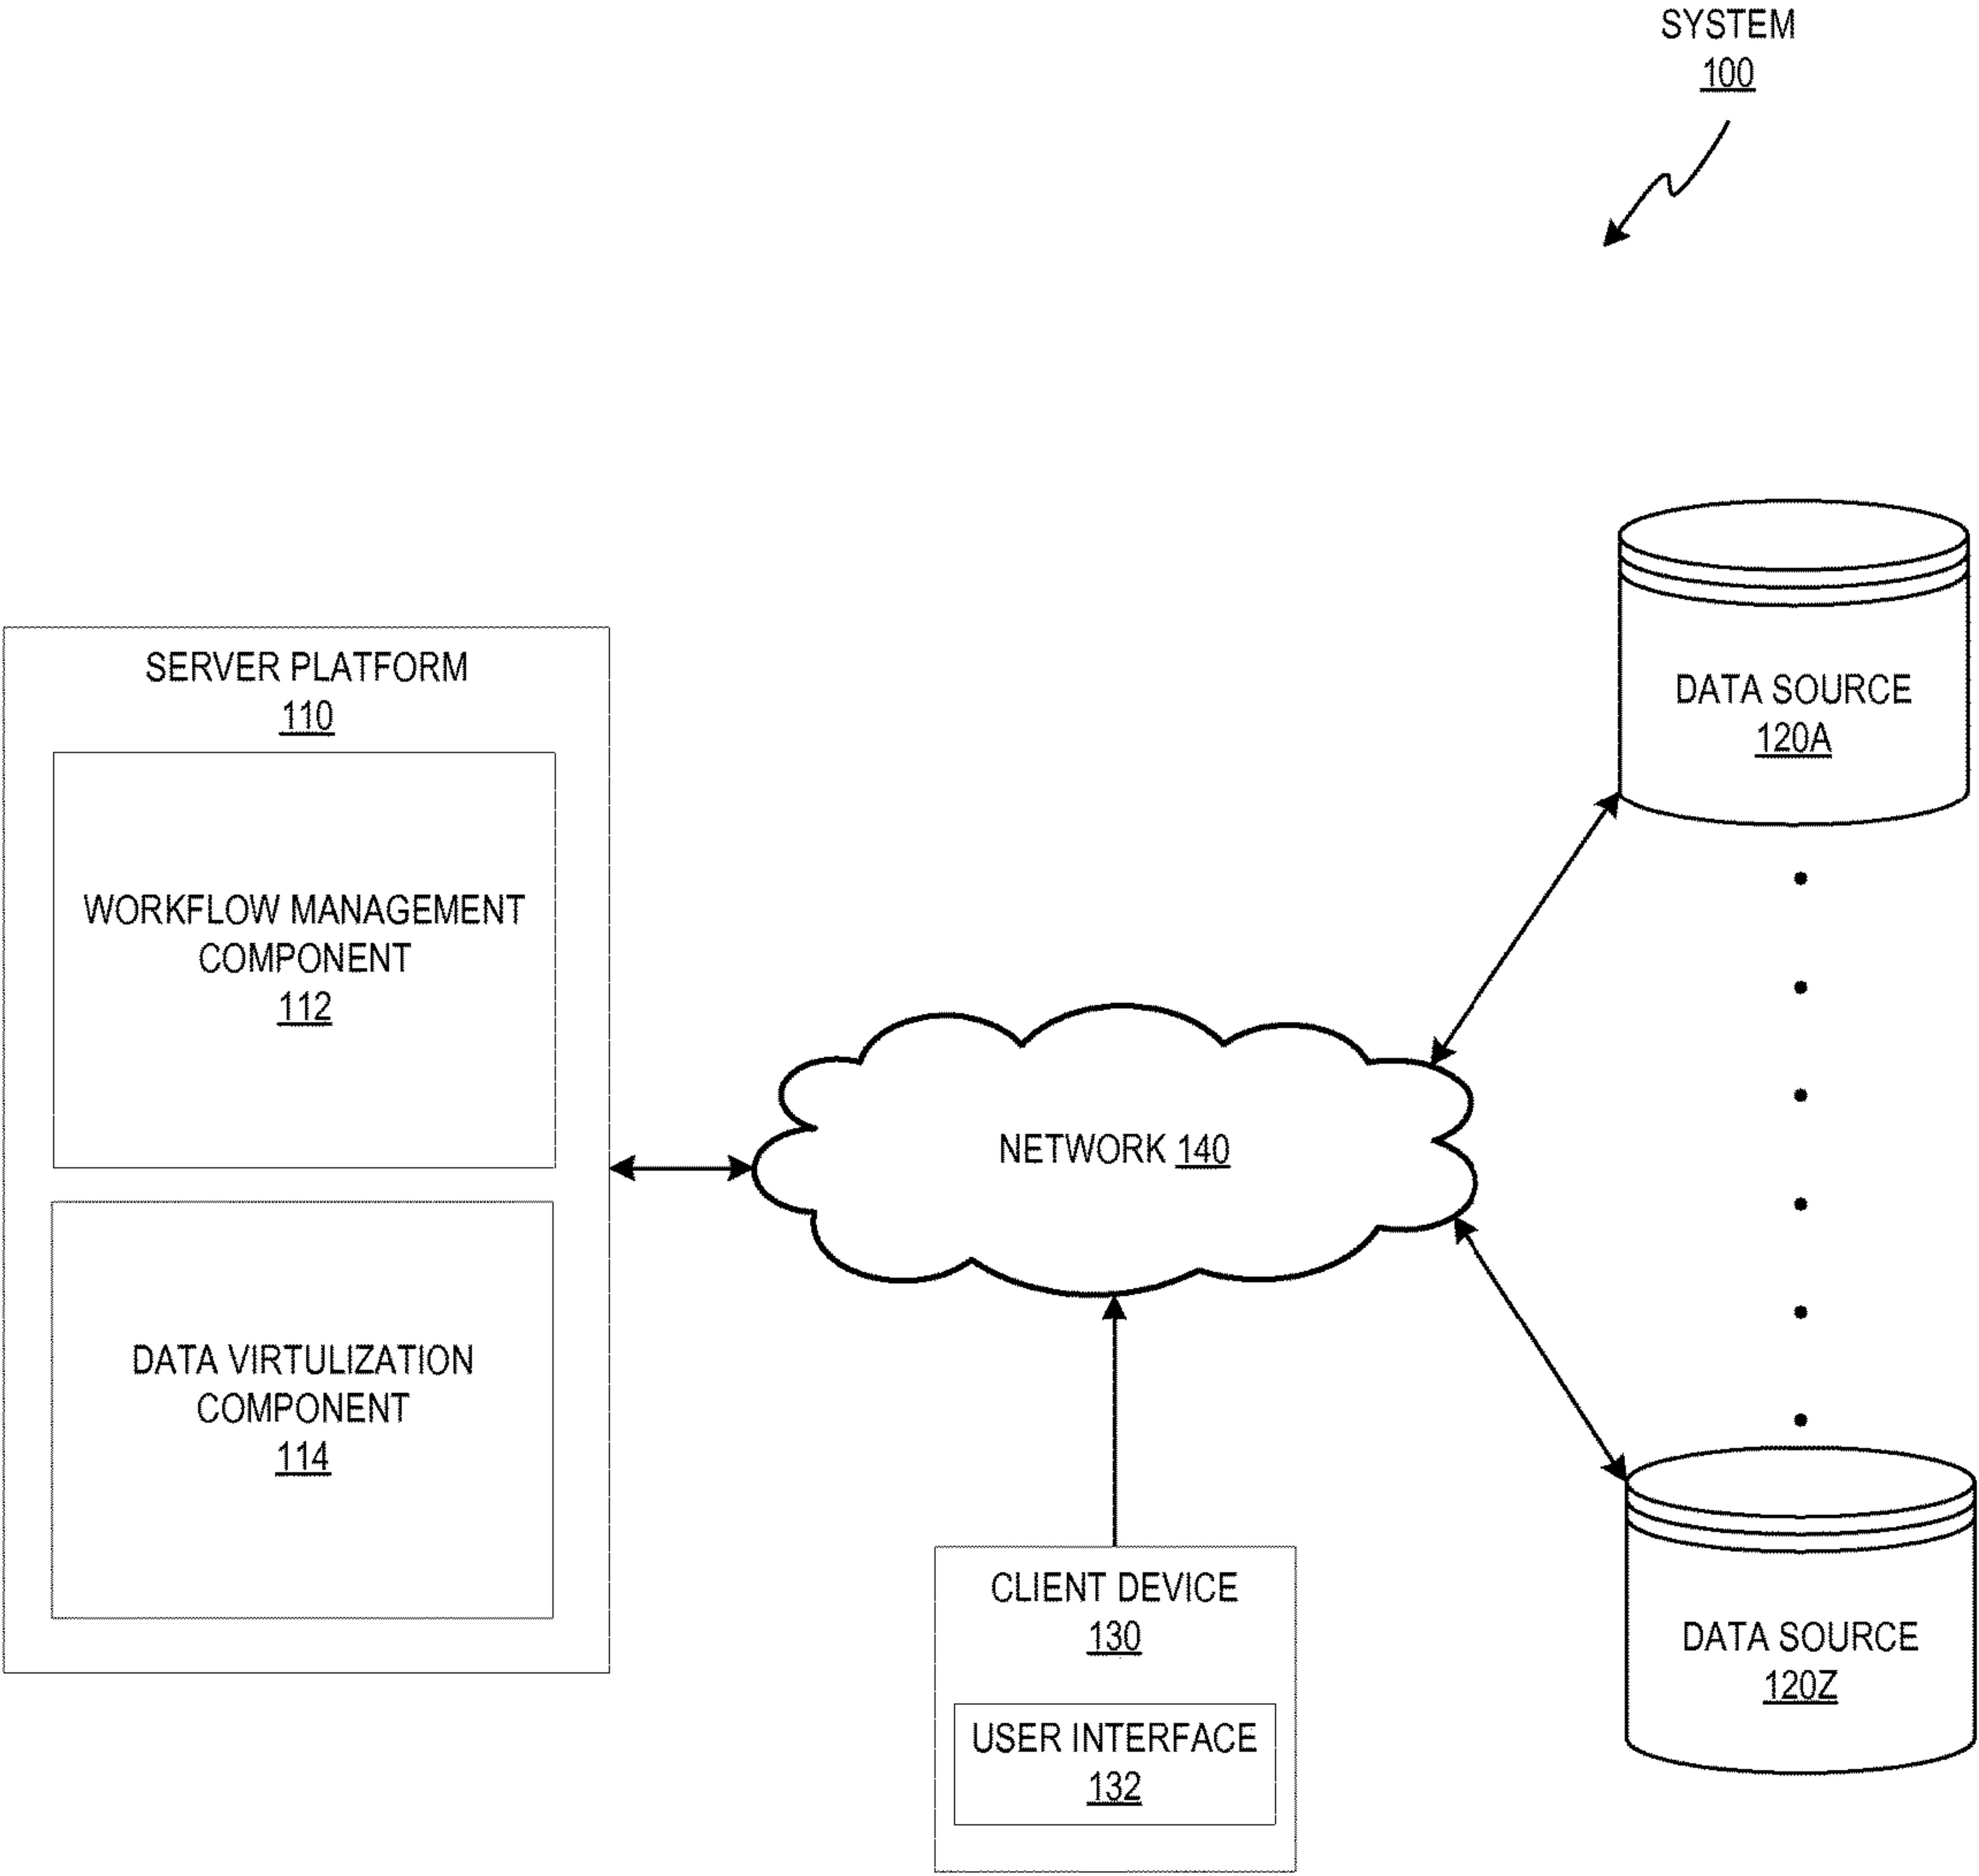 SYSTEM
100
SERVER PLATFORM
110
WORKFLOW MANAGEMENT
COMPONENT
112
DATA VIRTULIZATION
COMPONENT
114
NETWORK 140
CLIENT DEVICE
130
USER INTERFACE
132
DATA SOURCE
120A
DATA SOURCE
120Z